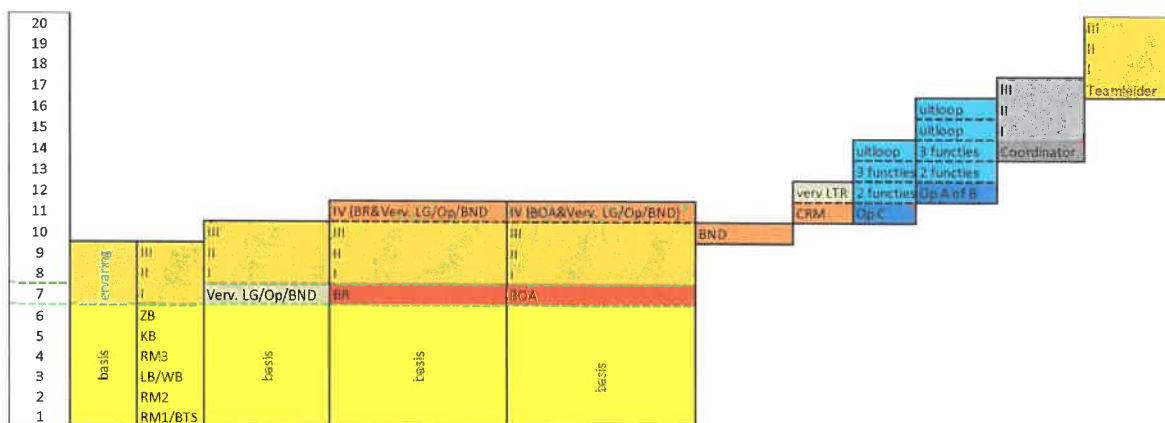 20
III
19
II
18
I
17
III
Teamleider
16
uitloop
II
15
uitloop
I
14
uitloop
3 functies
Coordinator
13
3 functies
2 functies
12
verv. LTR
2 functies
Op A of B
11
IV (BR&Verv. LG/Op/BND
IV (BOA&Verv. LG/Op/BND)
CRM
Op C
10
III
III
III
BND
9
ervaring
III
II
II
II
8
II
I
I
I
7
I
Verv. LG/Op/BND
BR
BOA
6
ZB
5
KB
4
basis
RM3
basis
basis
basis
3
LB/WB
2
RM2
1
RM1/BTS